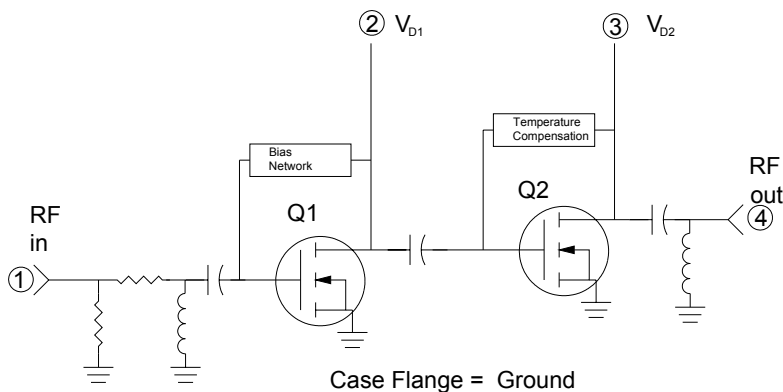 ② V_D1
③ V_D2
Bias
Network
Temperature
Compensation
RF
in
Q1
Q2
RF
out
①
④
Case Flange = Ground